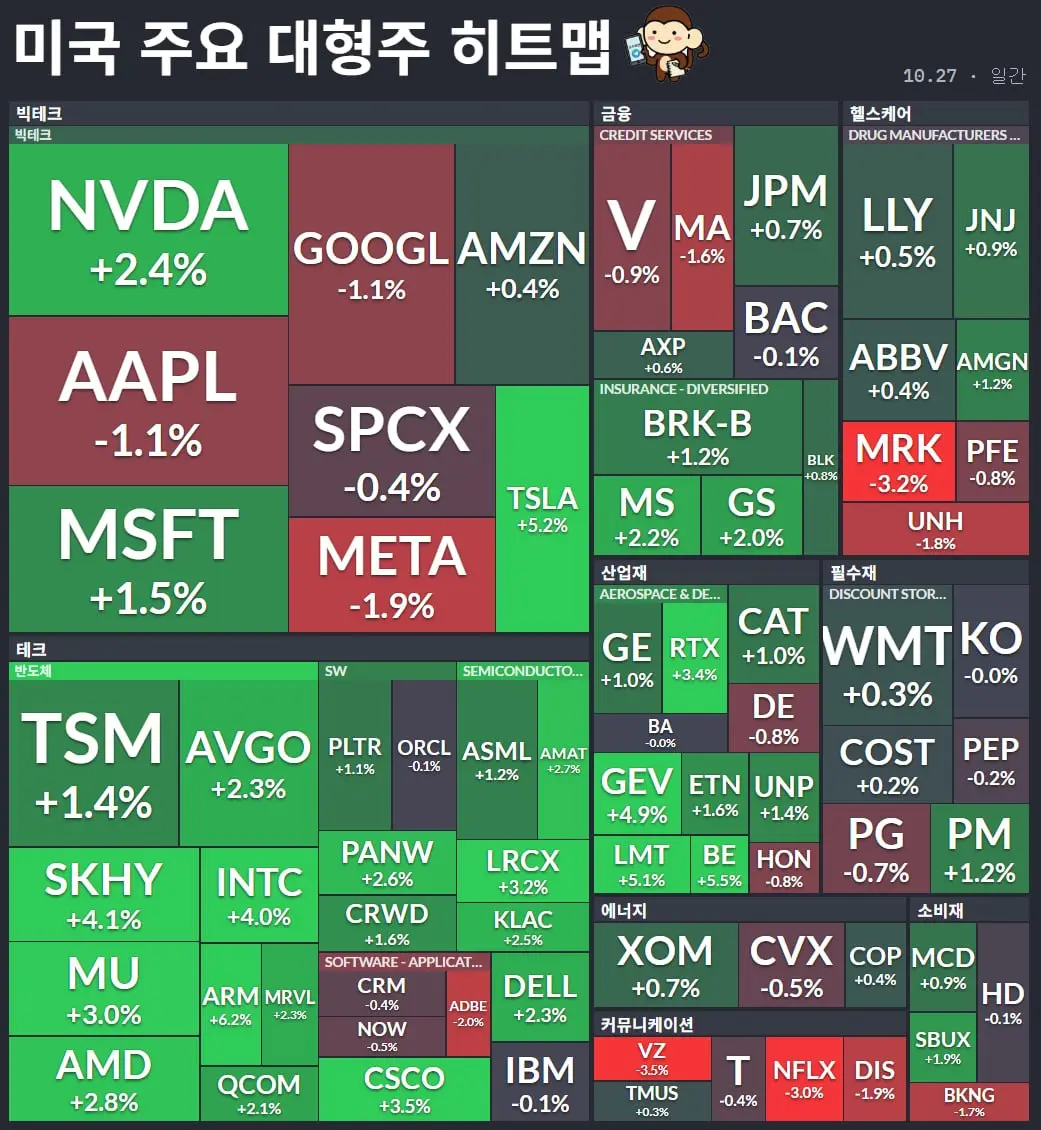 미국 주요 대형주 히트맵
10.27 · 일간
빅테크
빅테크
NVDA
+2.4%
AAPL
-1.1%
MSFT
+1.5%
GOOGL
-1.1%
AMZN
+0.4%
SPCX
-0.4%
META
-1.9%
TSLA
+5.2%
금융
CREDIT SERVICES
V
-0.9%
MA
-1.6%
AXP
+0.6%
JPM
+0.7%
BAC
-0.1%
INSURANCE - DIVERSIFIED
BRK-B
+1.2%
BLK
+0.8%
MS
+2.2%
GS
+2.0%
헬스케어
DRUG MANUFACTURERS ...
LLY
+0.5%
JNJ
+0.9%
ABBV
+0.4%
AMGN
+1.2%
MRK
-3.2%
PFE
-0.8%
UNH
-1.8%
테크
반도체
TSM
+1.4%
AVGO
+2.3%
SKHY
+4.1%
INTC
+4.0%
MU
+3.0%
ARM
+6.2%
MRVL
+2.3%
AMD
+2.8%
QCOM
+2.1%
SW
PLTR
+1.1%
ORCL
-0.1%
PANW
+2.6%
CRWD
+1.6%
SEMICONDUCTO...
ASML
+1.2%
AMAT
+2.7%
LRCX
+3.2%
KLAC
+2.5%
SOFTWARE - APPLICAT...
CRM
-0.4%
NOW
-0.5%
ADBE
-2.0%
CSCO
+3.5%
DELL
+2.3%
IBM
-0.1%
산업재
AEROSPACE & DE...
GE
+1.0%
RTX
+3.4%
BA
-0.0%
CAT
+1.0%
DE
-0.8%
GEV
+4.9%
ETN
+1.6%
UNP
+1.4%
LMT
+5.1%
BE
+5.5%
HON
-0.8%
필수재
DISCOUNT STOR...
WMT
+0.3%
COST
+0.2%
KO
-0.0%
PEP
-0.2%
PG
-0.7%
PM
+1.2%
에너지
XOM
+0.7%
CVX
-0.5%
COP
+0.4%
소비재
MCD
+0.9%
HD
-0.1%
SBUX
+1.9%
BKNG
-1.7%
커뮤니케이션
VZ
-3.5%
TMUS
+0.3%
T
-0.4%
NFLX
-3.0%
DIS
-1.9%